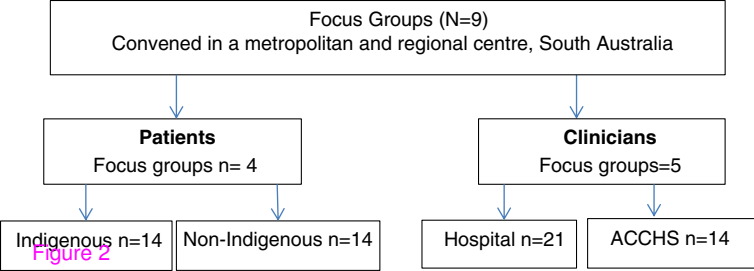 Focus Groups (N=9)
Convened in a metropolitan and regional centre, South Australia
Patients
Focus groups n= 4
Clinicians
Focus groups=5
Indigenous n=14
Non-Indigenous n=14
Hospital n=21
ACCHS n=14
Figure 2